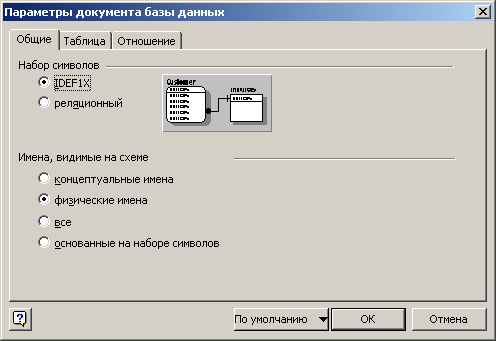 Параметры документа базы данных
Общие Таблица Отношение
Набор символов
IDEF1X
реляционный
Customer
Имена, видимые на схеме
концептуальные имена
физические имена
все
основанные на наборе символов
По умолчанию OK Отмена